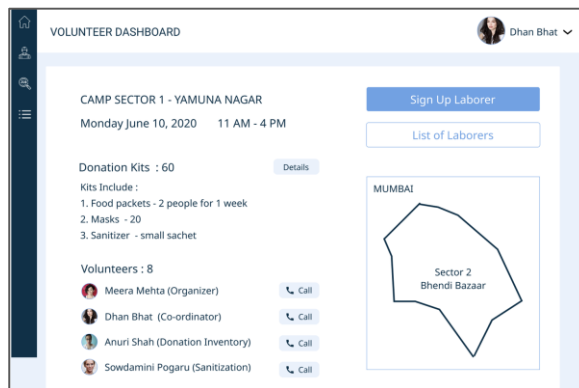 VOLUNTEER DASHBOARD
Dhan Bhat
CAMP SECTOR 1 - YAMUNA NAGAR
Monday June 10, 2020 11 AM - 4 PM
Sign Up Laborer
List of Laborers
Donation Kits : 60
Details
Kits Include :
1. Food packets - 2 people for 1 week
2. Masks - 20
3. Sanitizer - small sachet
Volunteers : 8
Meera Mehta (Organizer)
Call
Dhan Bhat (Co-ordinator)
Call
Anuri Shah (Donation Inventory)
Call
Sowdamini Pogaru (Sanitization)
Call
MUMBAI
Sector 2
Bhendi Bazaar